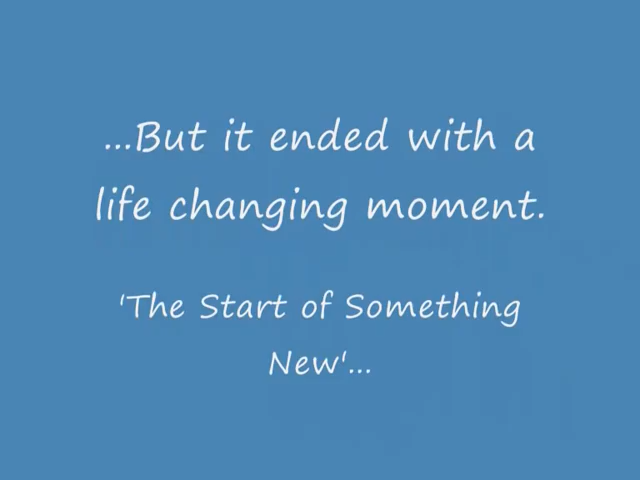 ...But it ended with a
life changing moment.
'The Start of Something
New'...